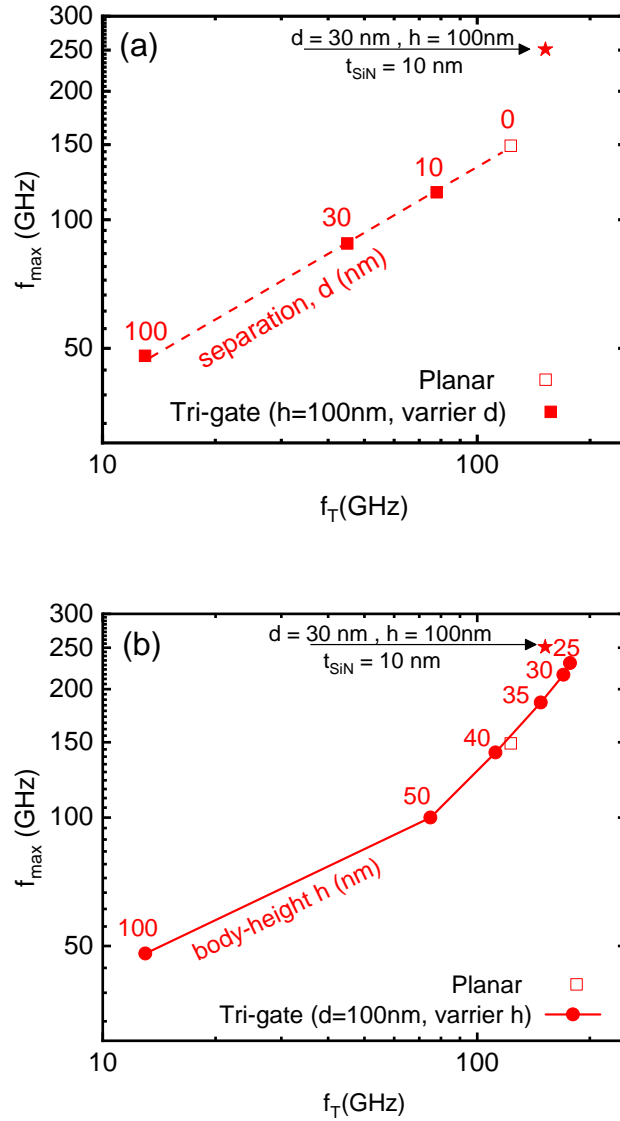 (a)
d = 30 nm , h = 100nm
t_SiN = 10 nm
300
250
200
150
100
50
0
10
30
100
separation, d (nm)
Planar
Tri-gate (h=100nm, varrier d)
f_max (GHz)
10
100
f_T(GHz)
(b)
d = 30 nm , h = 100nm
t_SiN = 10 nm
300
250
200
150
100
50
25
30
35
40
50
100
body-height h (nm)
Planar
Tri-gate (d=100nm, varrier h)
f_max (GHz)
10
100
f_T(GHz)